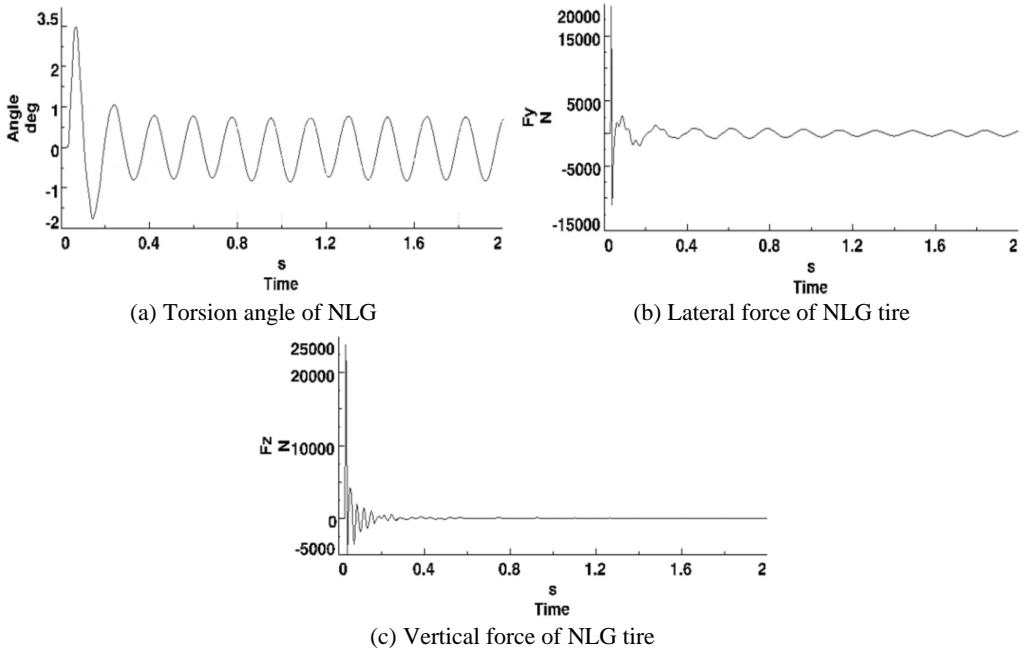 3.5
2
1
0
-1
-2
Angle
deg
0 0.4 0.8 1.2 1.6 2
s
Time
(a) Torsion angle of NLG
20000
15000
5000
0
-5000
-15000
Fy
N
0 0.4 0.8 1.2 1.6 2
s
Time
(b) Lateral force of NLG tire
25000
20000
10000
0
-5000
Fz
N
0 0.4 0.8 1.2 1.6 2
s
Time
(c) Vertical force of NLG tire